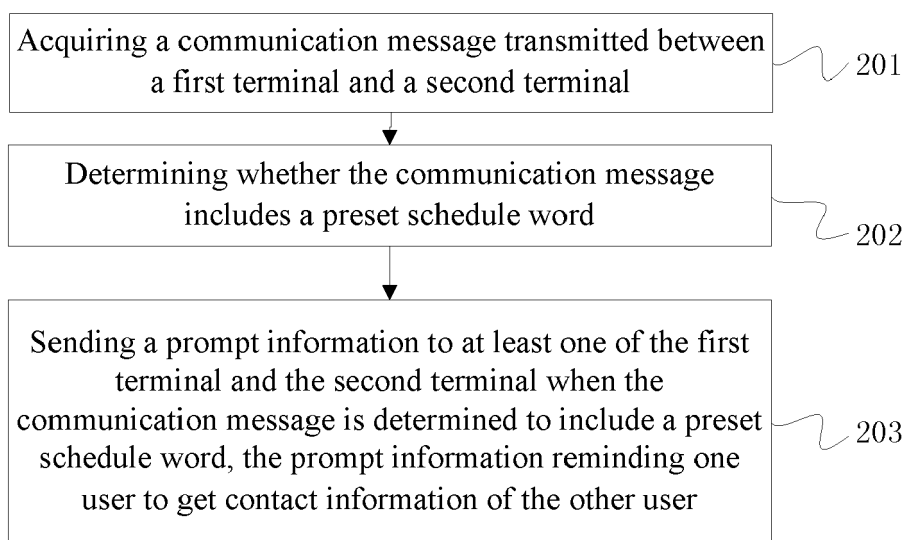 Acquiring a communication message transmitted between
a first terminal and a second terminal
201
Determining whether the communication message
includes a preset schedule word
202
Sending a prompt information to at least one of the first
terminal and the second terminal when the
communication message is determined to include a preset
schedule word, the prompt information reminding one
user to get contact information of the other user
203